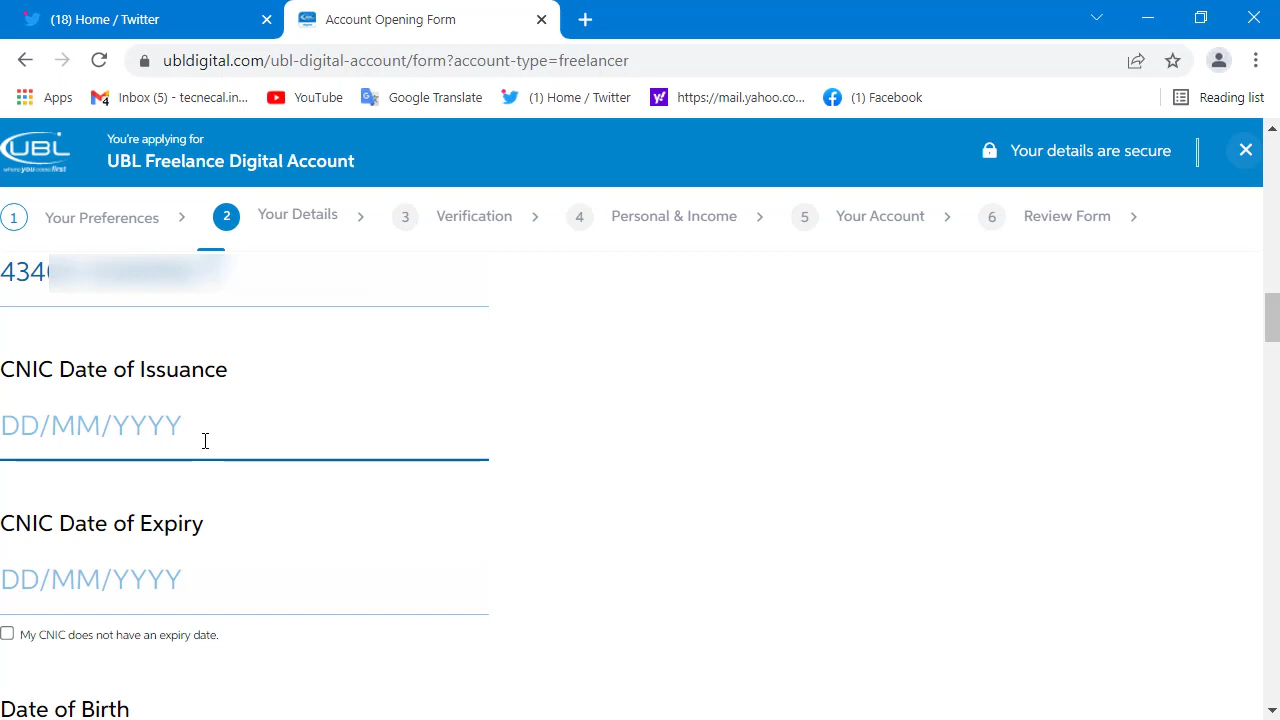 (18) Home / Twitter
Account Opening Form
ubldigital.com/ubl-digital-account/form?account-type=freelancer
Apps
Inbox (5) - tecnecal.in...
YouTube
Google Translate
(1) Home / Twitter
https://mail.yahoo.co...
(1) Facebook
Reading list
UBL
where you come first
You're applying for
UBL Freelance Digital Account
Your details are secure
1 Your Preferences
2 Your Details
3 Verification
4 Personal & Income
5 Your Account
6 Review Form
434
CNIC Date of Issuance
DD/MM/YYYY
CNIC Date of Expiry
DD/MM/YYYY
My CNIC does not have an expiry date.
Date of Birth